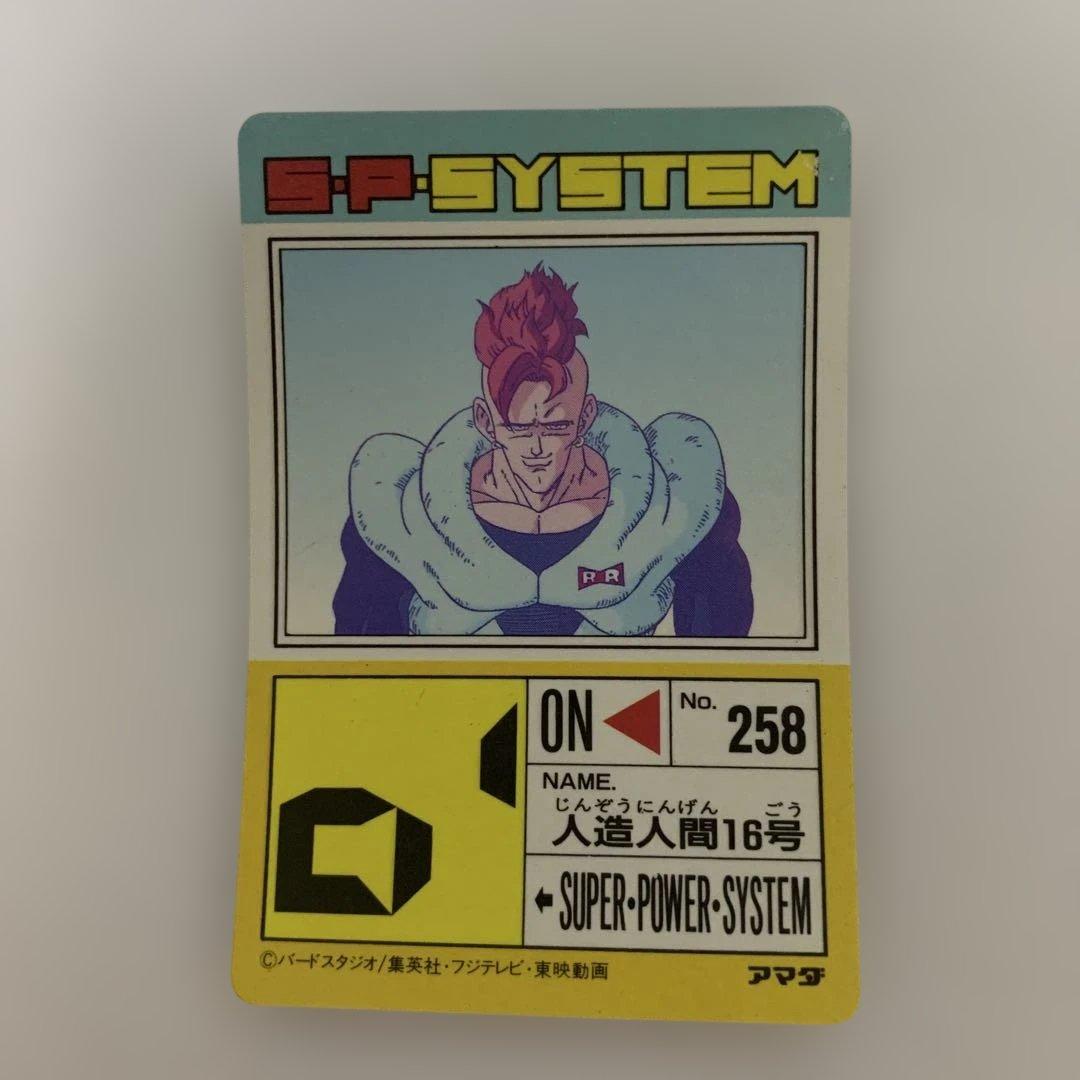 S・P・SYSTEM
RR
ON
No.
258
NAME.
じんぞうにんげん ごう
人造人間16号
SUPER・POWER・SYSTEM
©バードスタジオ/集英社・フジテレビ・東映動画
アマダ